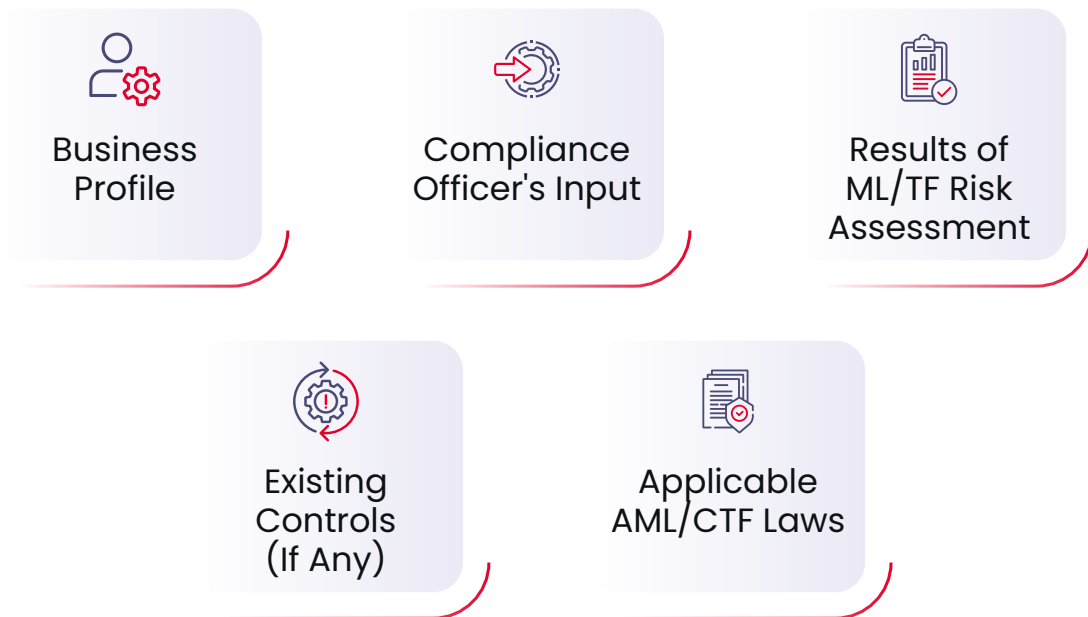 Business
Profile
Compliance
Officer's Input
Results of
ML/TF Risk
Assessment
Existing
Controls
(If Any)
Applicable
AML/CTF Laws